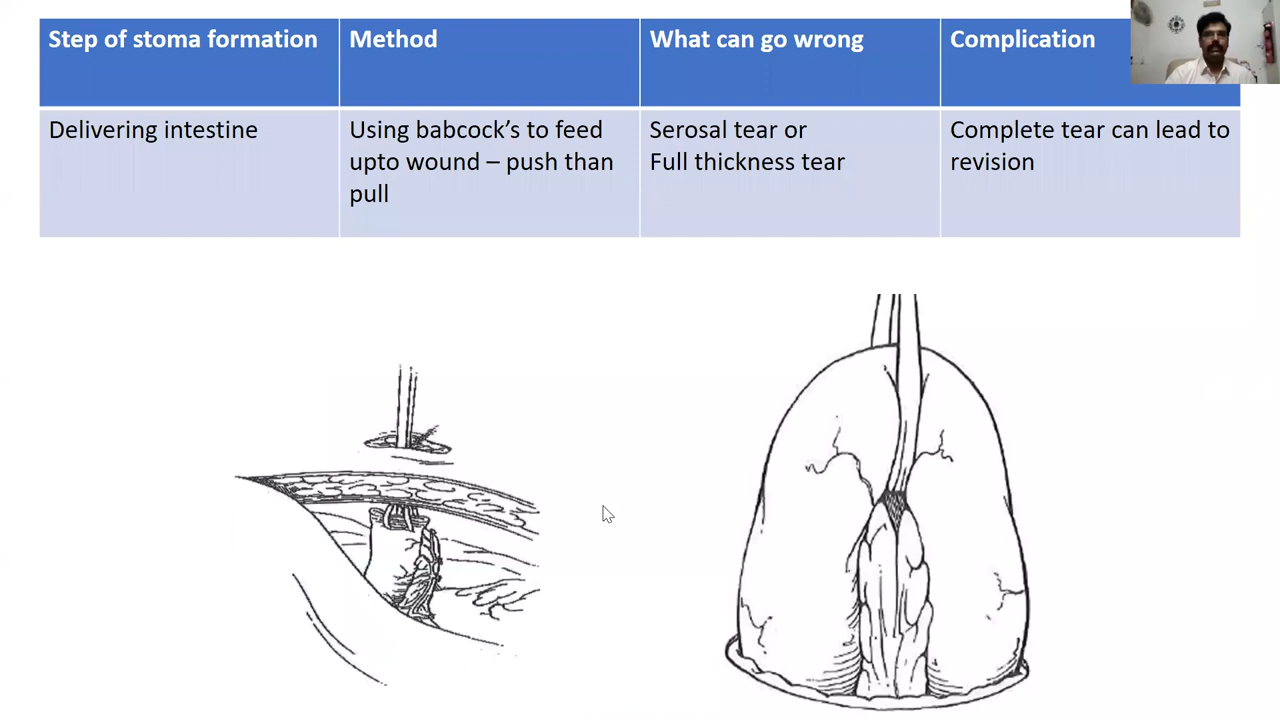 Step of stoma formation
Method
What can go wrong
Complication
Delivering intestine
Using babcock's to feed
upto wound – push than
pull
Serosal tear or
Full thickness tear
Complete tear can lead to
revision